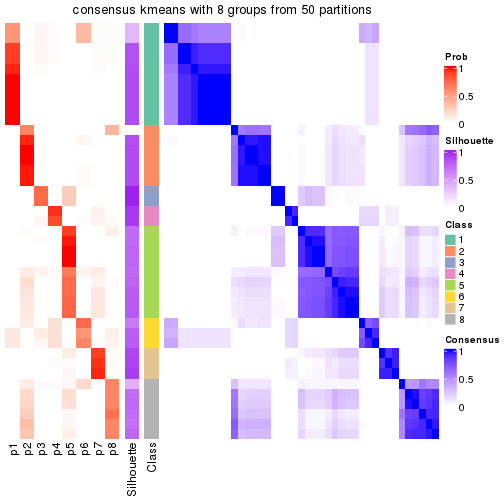 consensus kmeans with 8 groups from 50 partitions
Prob
1
0.5
0
Silhouette
1
0.5
0
Class
1
2
3
4
5
6
7
8
Consensus
1
0.5
0
p1
p2
p3
p4
p5
p6
p7
p8
Silhouette
Class